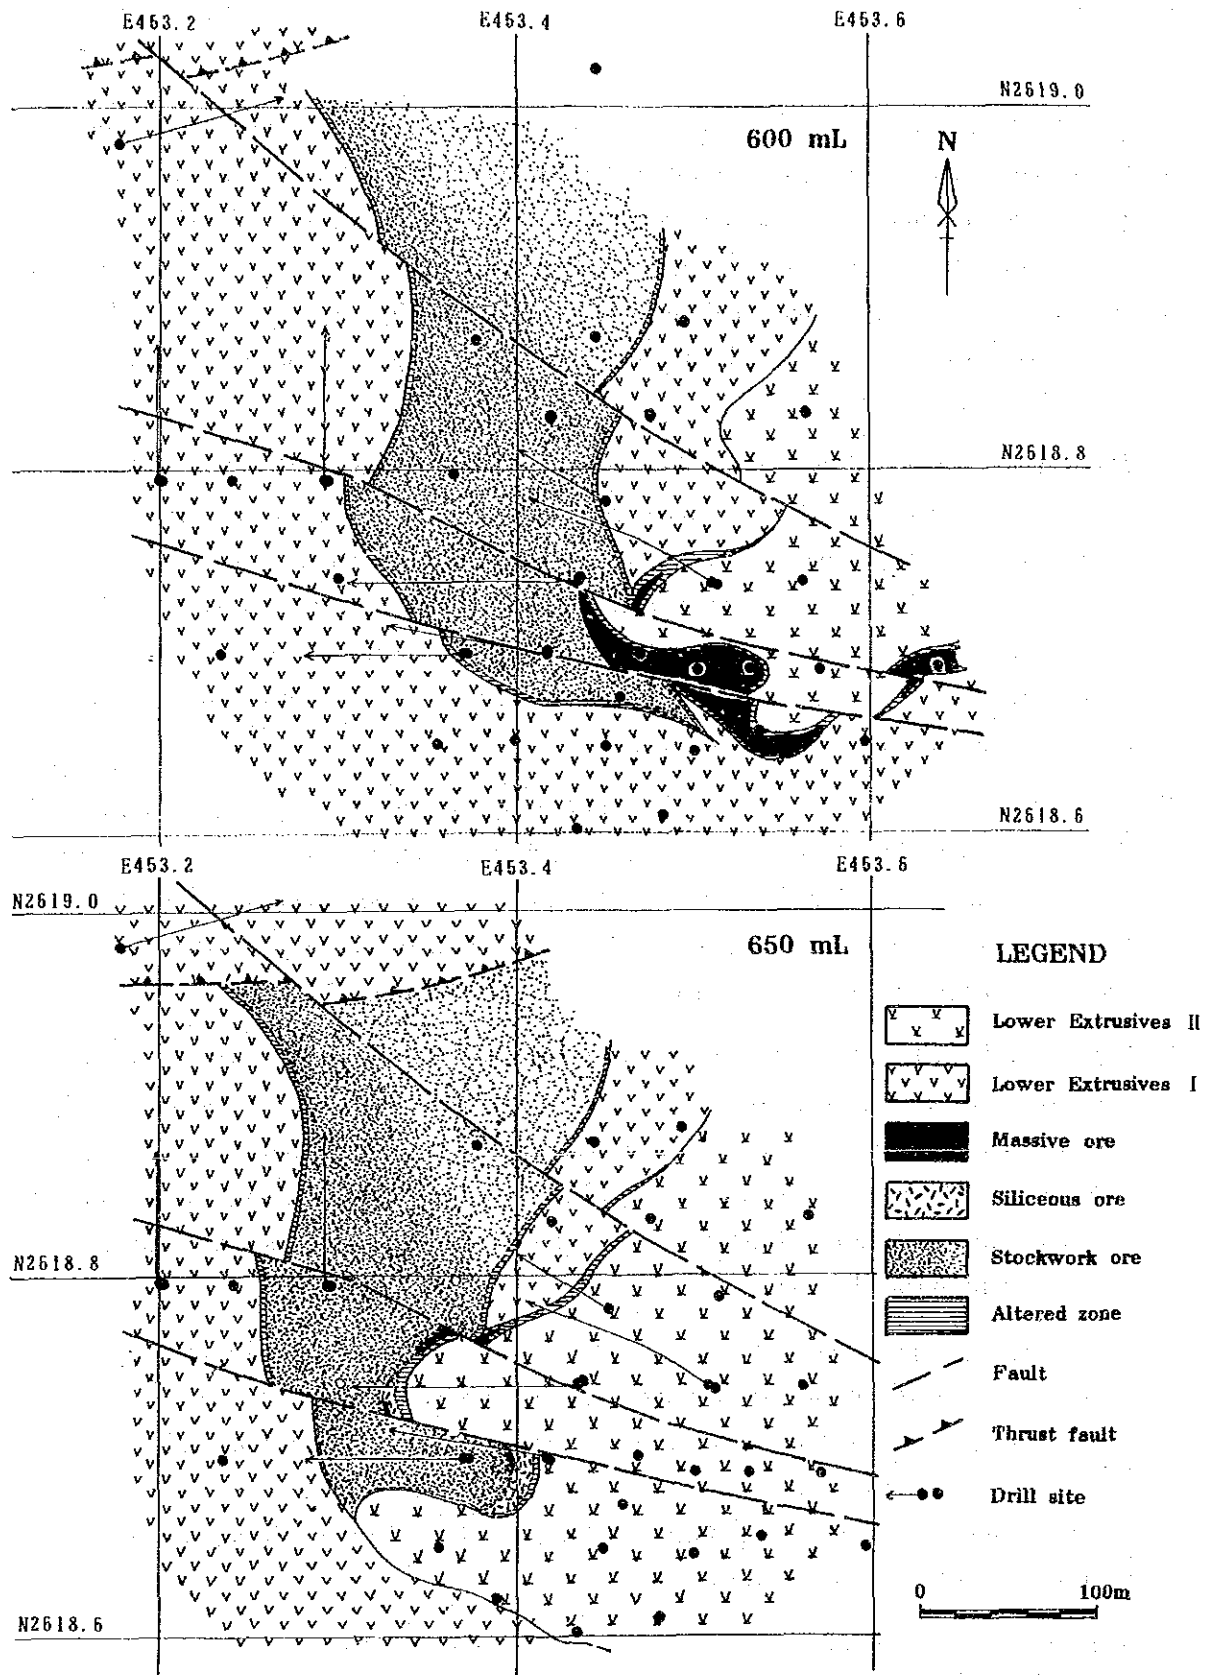 E453.2 E453.4 E453.6
N2619.0
600 mL
N
N2618.8
N2618.6
E453.2 E453.4 E453.6
N2619.0
650 mL
LEGEND
Lower Extrusives II
Lower Extrusives I
Massive ore
Siliceous ore
N2618.8
Stockwork ore
Altered zone
Fault
Thrust fault
Drill site
0 100m
N2618.6